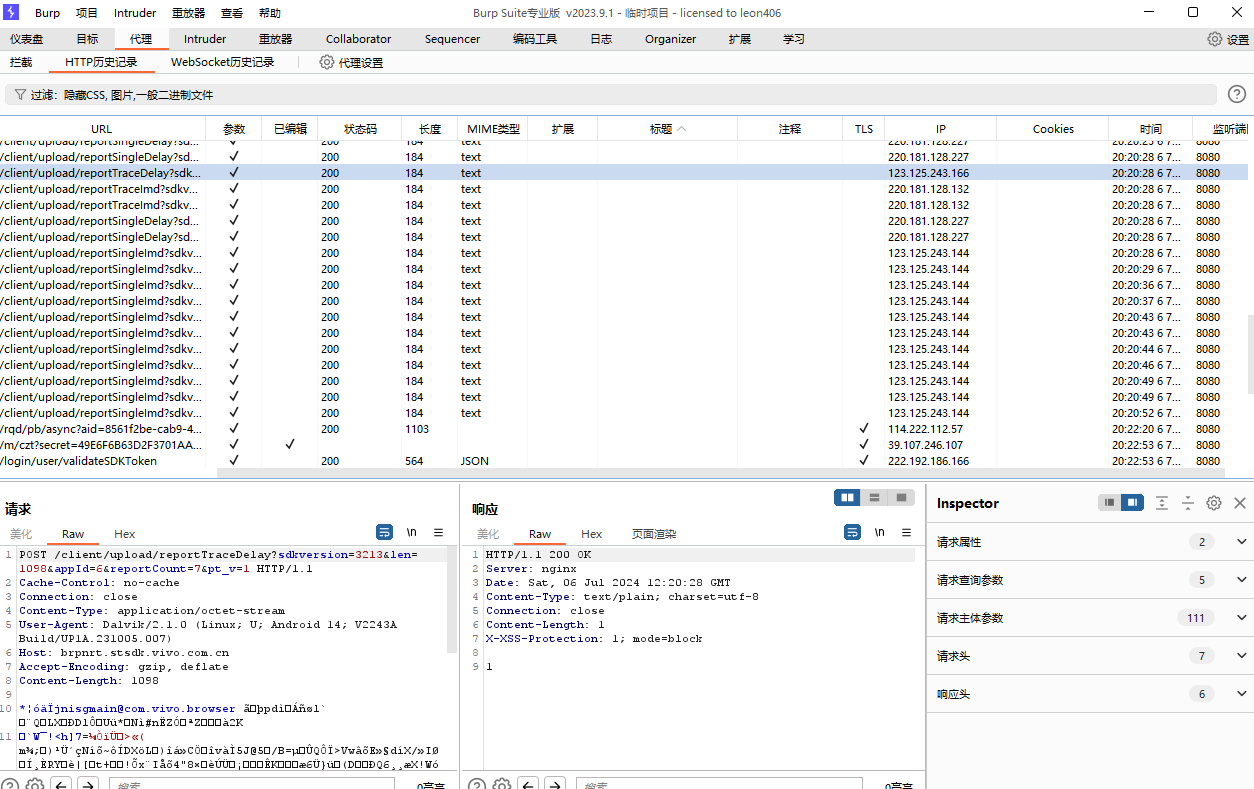 Burp 项目 Intruder 重放器 查看 帮助 Burp Suite专业版 v2023.9.1 - 临时项目 - licensed to leon406
仪表盘 目标 代理 Intruder 重放器 Collaborator Sequencer 编码工具 日志 Organizer 扩展 学习 设置
拦截 HTTP历史记录 WebSocket历史记录 代理设置
过滤: 隐藏CSS, 图片,一般二进制文件
URL 参数 已编辑 状态码 长度 MIME类型 扩展 标题 注释 TLS IP Cookies 时间 监听端
/client/upload/reportSingleDelay?sd... ✓ 200 184 text 220.181.128.227 20:20:25 6 7... 8080
/client/upload/reportSingleDelay?sd... ✓ 200 184 text 220.181.128.227 20:20:28 6 7... 8080
/client/upload/reportTraceDelay?sdk... ✓ 200 184 text 123.125.243.166 20:20:28 6 7... 8080
/client/upload/reportTraceImd?sdkv... ✓ 200 184 text 220.181.128.132 20:20:28 6 7... 8080
/client/upload/reportTraceImd?sdkv... ✓ 200 184 text 220.181.128.132 20:20:28 6 7... 8080
/client/upload/reportSingleDelay?sd... ✓ 200 184 text 220.181.128.227 20:20:28 6 7... 8080
/client/upload/reportSingleDelay?sd... ✓ 200 184 text 220.181.128.227 20:20:28 6 7... 8080
/client/upload/reportSingleImd?sdkv... ✓ 200 184 text 123.125.243.144 20:20:28 6 7... 8080
/client/upload/reportSingleImd?sdkv... ✓ 200 184 text 123.125.243.144 20:20:29 6 7... 8080
/client/upload/reportSingleImd?sdkv... ✓ 200 184 text 123.125.243.144 20:20:36 6 7... 8080
/client/upload/reportSingleImd?sdkv... ✓ 200 184 text 123.125.243.144 20:20:37 6 7... 8080
/client/upload/reportSingleImd?sdkv... ✓ 200 184 text 123.125.243.144 20:20:43 6 7... 8080
/client/upload/reportSingleImd?sdkv... ✓ 200 184 text 123.125.243.144 20:20:43 6 7... 8080
/client/upload/reportSingleImd?sdkv... ✓ 200 184 text 123.125.243.144 20:20:44 6 7... 8080
/client/upload/reportSingleImd?sdkv... ✓ 200 184 text 123.125.243.144 20:20:46 6 7... 8080
/client/upload/reportSingleImd?sdkv... ✓ 200 184 text 123.125.243.144 20:20:49 6 7... 8080
/client/upload/reportSingleImd?sdkv... ✓ 200 184 text 123.125.243.144 20:20:49 6 7... 8080
/client/upload/reportSingleImd?sdkv... ✓ 200 184 text 123.125.243.144 20:20:52 6 7... 8080
/rqd/pb/async?aid=8561f2be-cab9-4... ✓ 200 1103 ✓ 114.222.112.57 20:22:20 6 7... 8080
/m/czt?secret=49E6F6B63D2F3701AA... ✓ ✓ ✓ 39.107.246.107 20:22:53 6 7... 8080
/login/user/validateSDKToken ✓ 200 564 JSON ✓ 222.192.186.166 20:22:53 6 7... 8080
请求
美化 Raw Hex \n
1 POST /client/upload/reportTraceDelay?sdkversion=3213&len=
1098&appId=6&reportCount=7&pt_v=1 HTTP/1.1
2 Cache-Control: no-cache
3 Connection: close
4 Content-Type: application/octet-stream
5 User-Agent: Dalvik/2.1.0 (Linux; U; Android 14; V2243A
Build/UP1A.231005.007)
6 Host: brpnrt.stsdk.vivo.com.cn
7 Accept-Encoding: gzip, deflate
8 Content-Length: 1098
9
10 *¦óäÏjnisgmain@com.vivo.browser
11
搜索 0高亮
响应
美化 Raw Hex 页面渲染 \n
1 HTTP/1.1 200 OK
2 Server: nginx
3 Date: Sat, 06 Jul 2024 12:20:28 GMT
4 Content-Type: text/plain; charset=utf-8
5 Connection: close
6 Content-Length: 1
7 X-XSS-Protection: 1; mode=block
8
9 1
搜索 0高亮
Inspector
请求属性 2
请求查询参数 5
请求主体参数 111
请求头 7
响应头 6